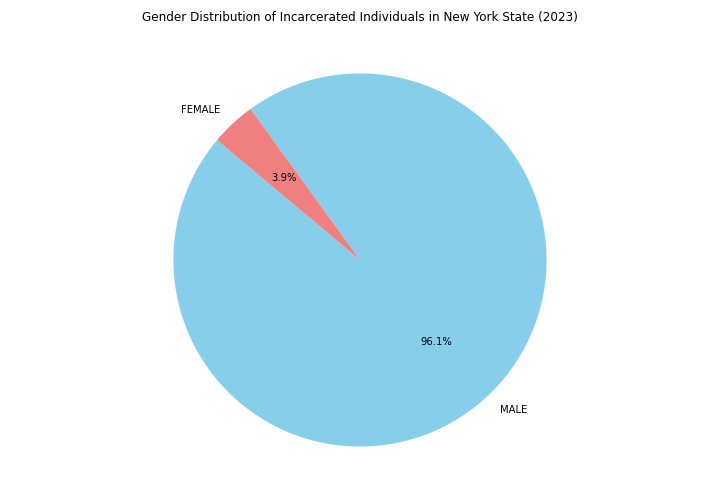 Gender Distribution of Incarcerated Individuals in New York State (2023)
FEMALE
3.9%
96.1%
MALE